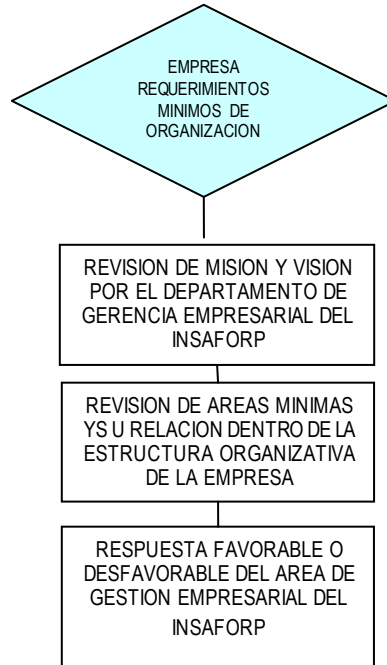 EMPRESA
REQUERIMIENTOS
MINIMOS DE
ORGANIZACION
REVISION DE MISION Y VISION
POR EL DEPARTAMENTO DE
GERENCIA EMPRESARIAL DEL
INSAFORP
REVISION DE AREAS MINIMAS
YS U RELACION DENTRO DE LA
ESTRUCTURA ORGANIZATIVA
DE LA EMPRESA
RESPUESTA FAVORABLE O
DESFAVORABLE DEL AREA DE
GESTION EMPRESARIAL DEL
INSAFORP